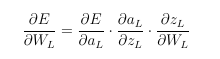 ∂E/∂W_L = ∂E/∂a_L · ∂a_L/∂z_L · ∂z_L/∂W_L